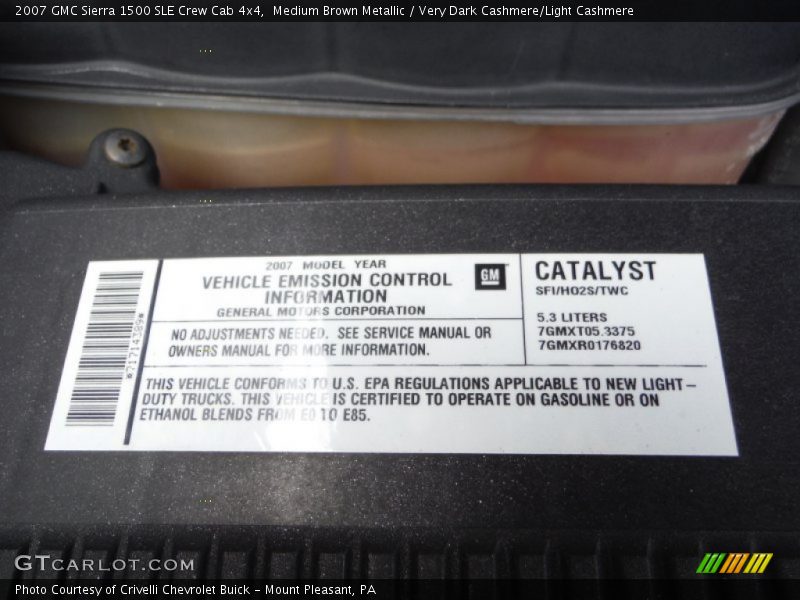 2007 GMC Sierra 1500 SLE Crew Cab 4x4,  Medium Brown Metallic / Very Dark Cashmere/Light Cashmere
*71714389*
2007 MODEL YEAR
VEHICLE EMISSION CONTROL
INFORMATION
GENERAL MOTORS CORPORATION
GM
NO ADJUSTMENTS NEEDED. SEE SERVICE MANUAL OR
OWNERS MANUAL FOR MORE INFORMATION.
CATALYST
SFI/HO2S/TWC
5.3 LITERS
7GMXT05.3375
7GMXR0176820
THIS VEHICLE CONFORMS TO U.S. EPA REGULATIONS APPLICABLE TO NEW LIGHT-
DUTY TRUCKS. THIS VEHICLE IS CERTIFIED TO OPERATE ON GASOLINE OR ON
ETHANOL BLENDS FROM E0 TO E85.
GTCARLOT.COM
Photo Courtesy of Crivelli Chevrolet Buick - Mount Pleasant, PA